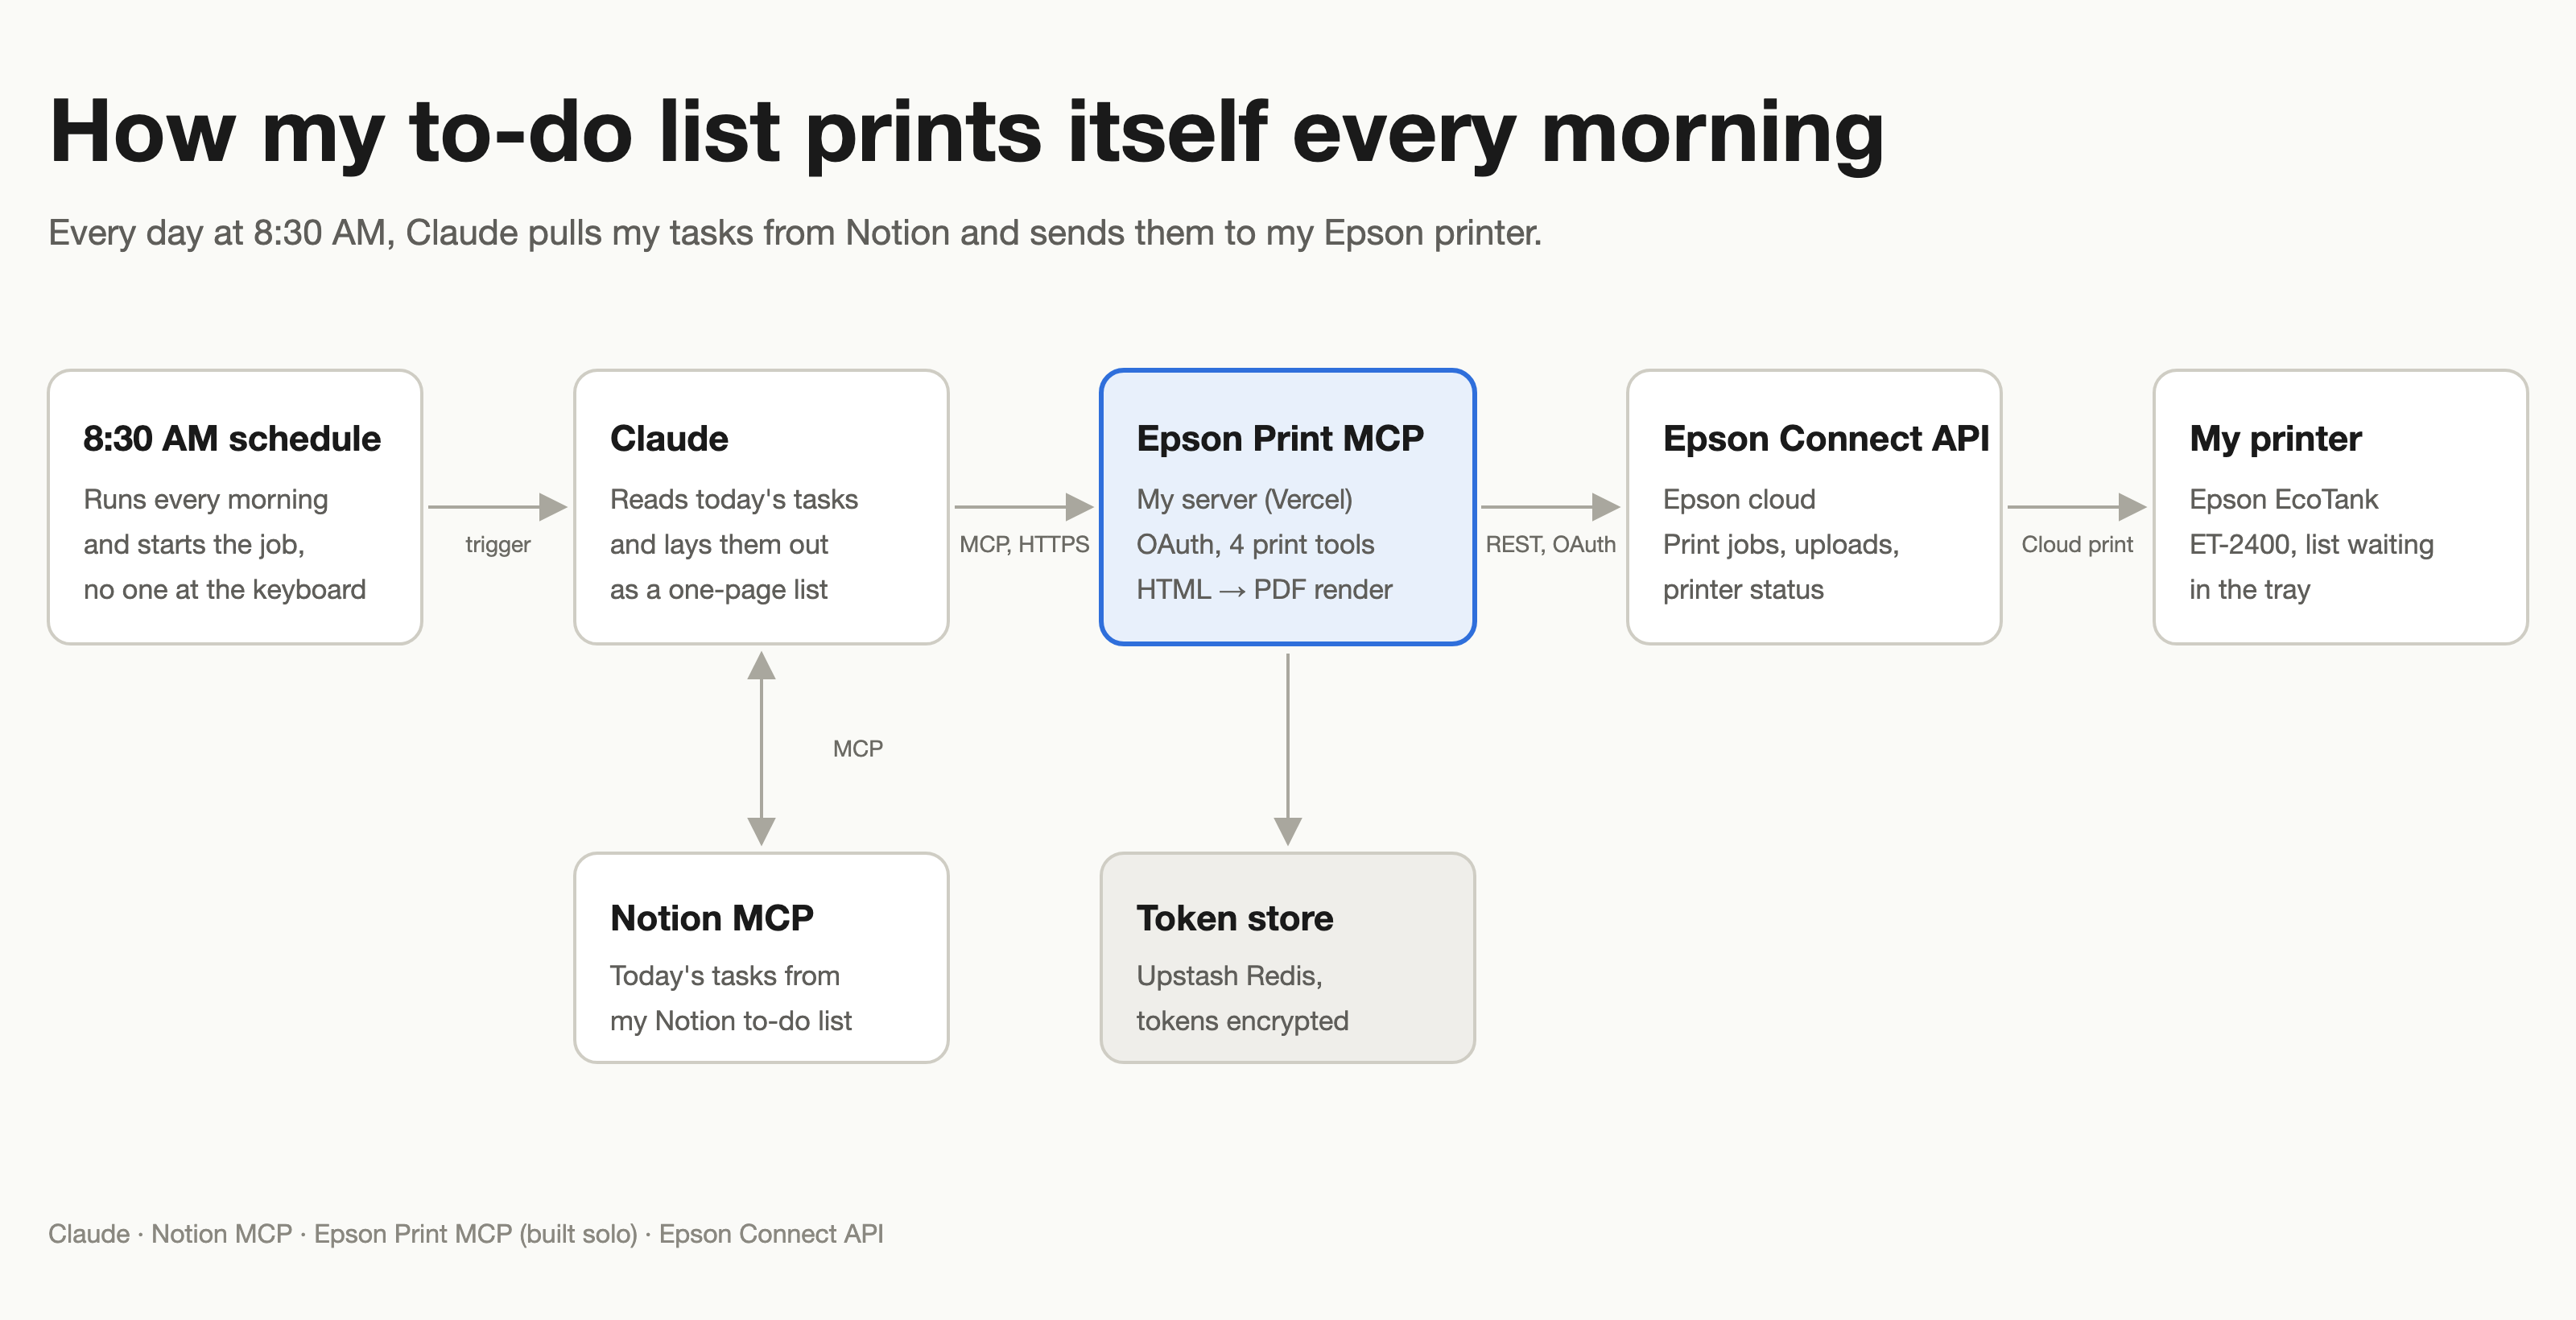 How my to-do list prints itself every morning
Every day at 8:30 AM, Claude pulls my tasks from Notion and sends them to my Epson printer.
8:30 AM schedule
Runs every morning
and starts the job,
no one at the keyboard
trigger
Claude
Reads today's tasks
and lays them out
as a one-page list
MCP, HTTPS
Epson Print MCP
My server (Vercel)
OAuth, 4 print tools
HTML → PDF render
REST, OAuth
Epson Connect API
Epson cloud
Print jobs, uploads,
printer status
Cloud print
My printer
Epson EcoTank
ET-2400, list waiting
in the tray
MCP
Notion MCP
Today's tasks from
my Notion to-do list
Token store
Upstash Redis,
tokens encrypted
Claude · Notion MCP · Epson Print MCP (built solo) · Epson Connect API